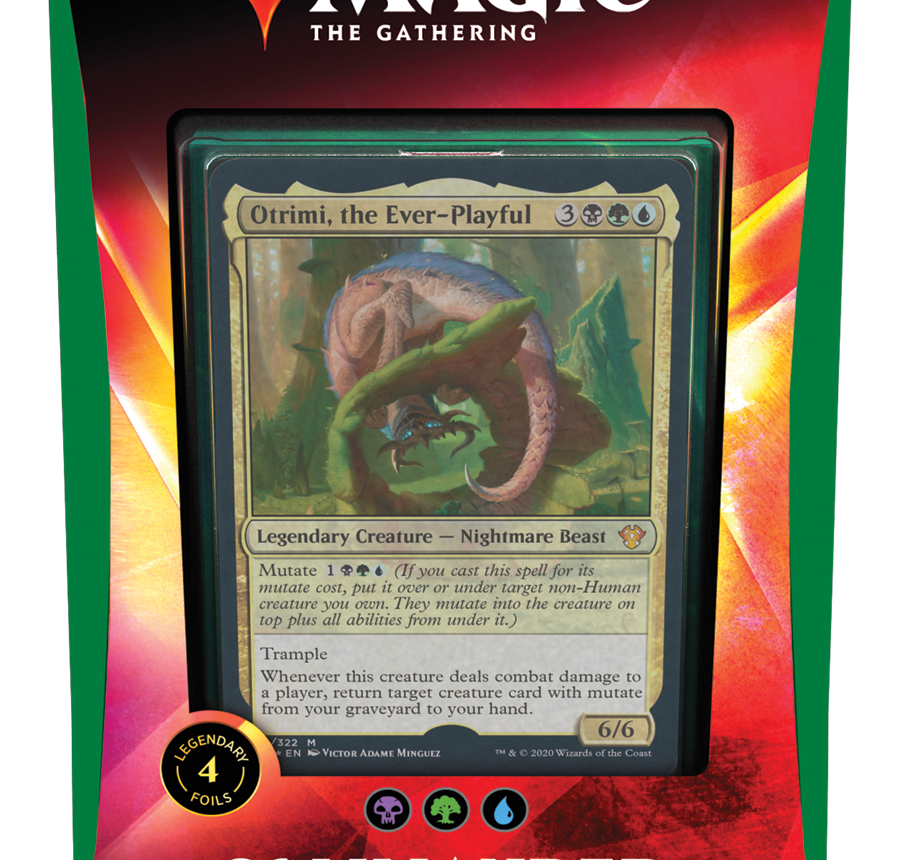 MAGIC
THE GATHERING
Otrimi, the Ever-Playful 3
Legendary Creature — Nightmare Beast
Mutate 1 (If you cast this spell for its
mutate cost, put it over or under target non-Human
creature you own. They mutate into the creature on
top plus all abilities from under it.)
Trample
Whenever this creature deals combat damage to
a player, return target creature card with mutate
from your graveyard to your hand.
6/6
/322 M
EN Victor Adame Minguez
™ & © 2020 Wizards of the Coast
LEGENDARY
4
FOILS